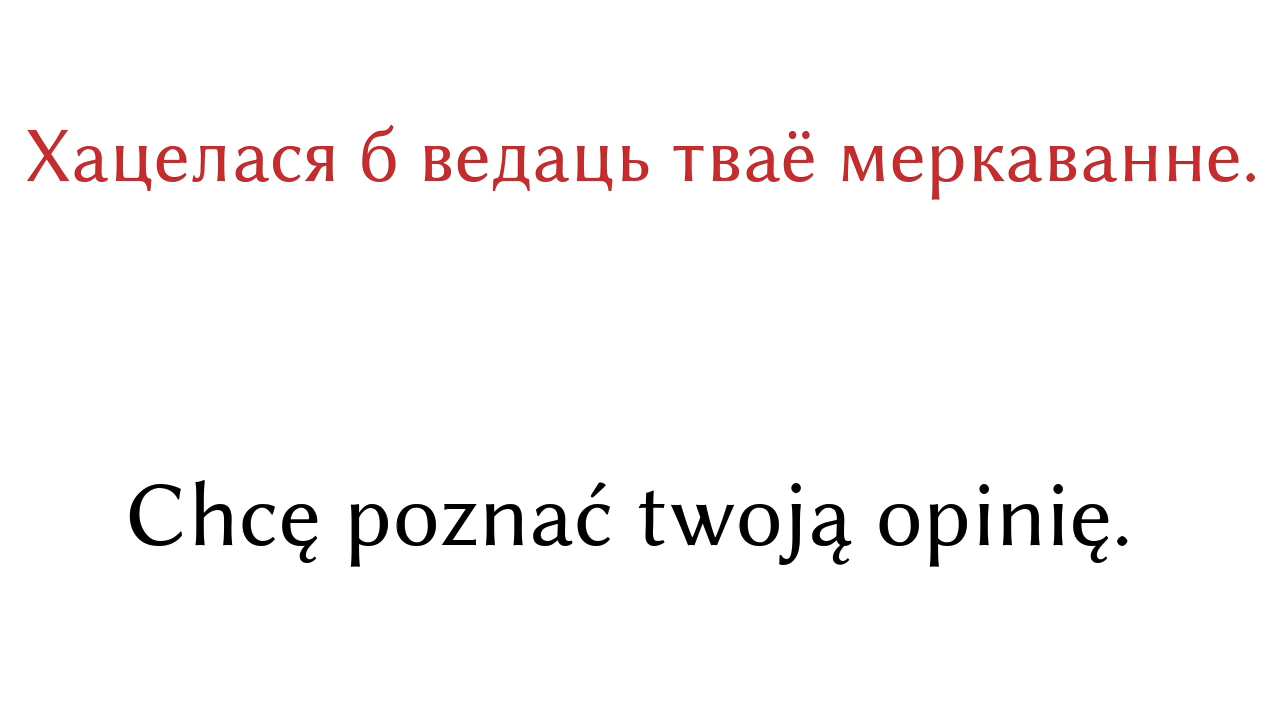 Хацелася б ведаць тваё меркаванне.
Chcę poznać twoją opinię.